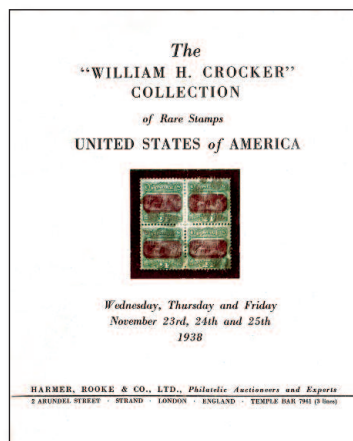 The
"WILLIAM H. CROCKER"
COLLECTION
of Rare Stamps
UNITED STATES of AMERICA
Wednesday, Thursday and Friday
November 23rd, 24th and 25th
1938
HARMER, ROOKE & CO., LTD., Philatelic Auctioneers and Experts
2 ARUNDEL STREET · STRAND · LONDON · ENGLAND · TEMPLE BAR 7941 (3 lines)